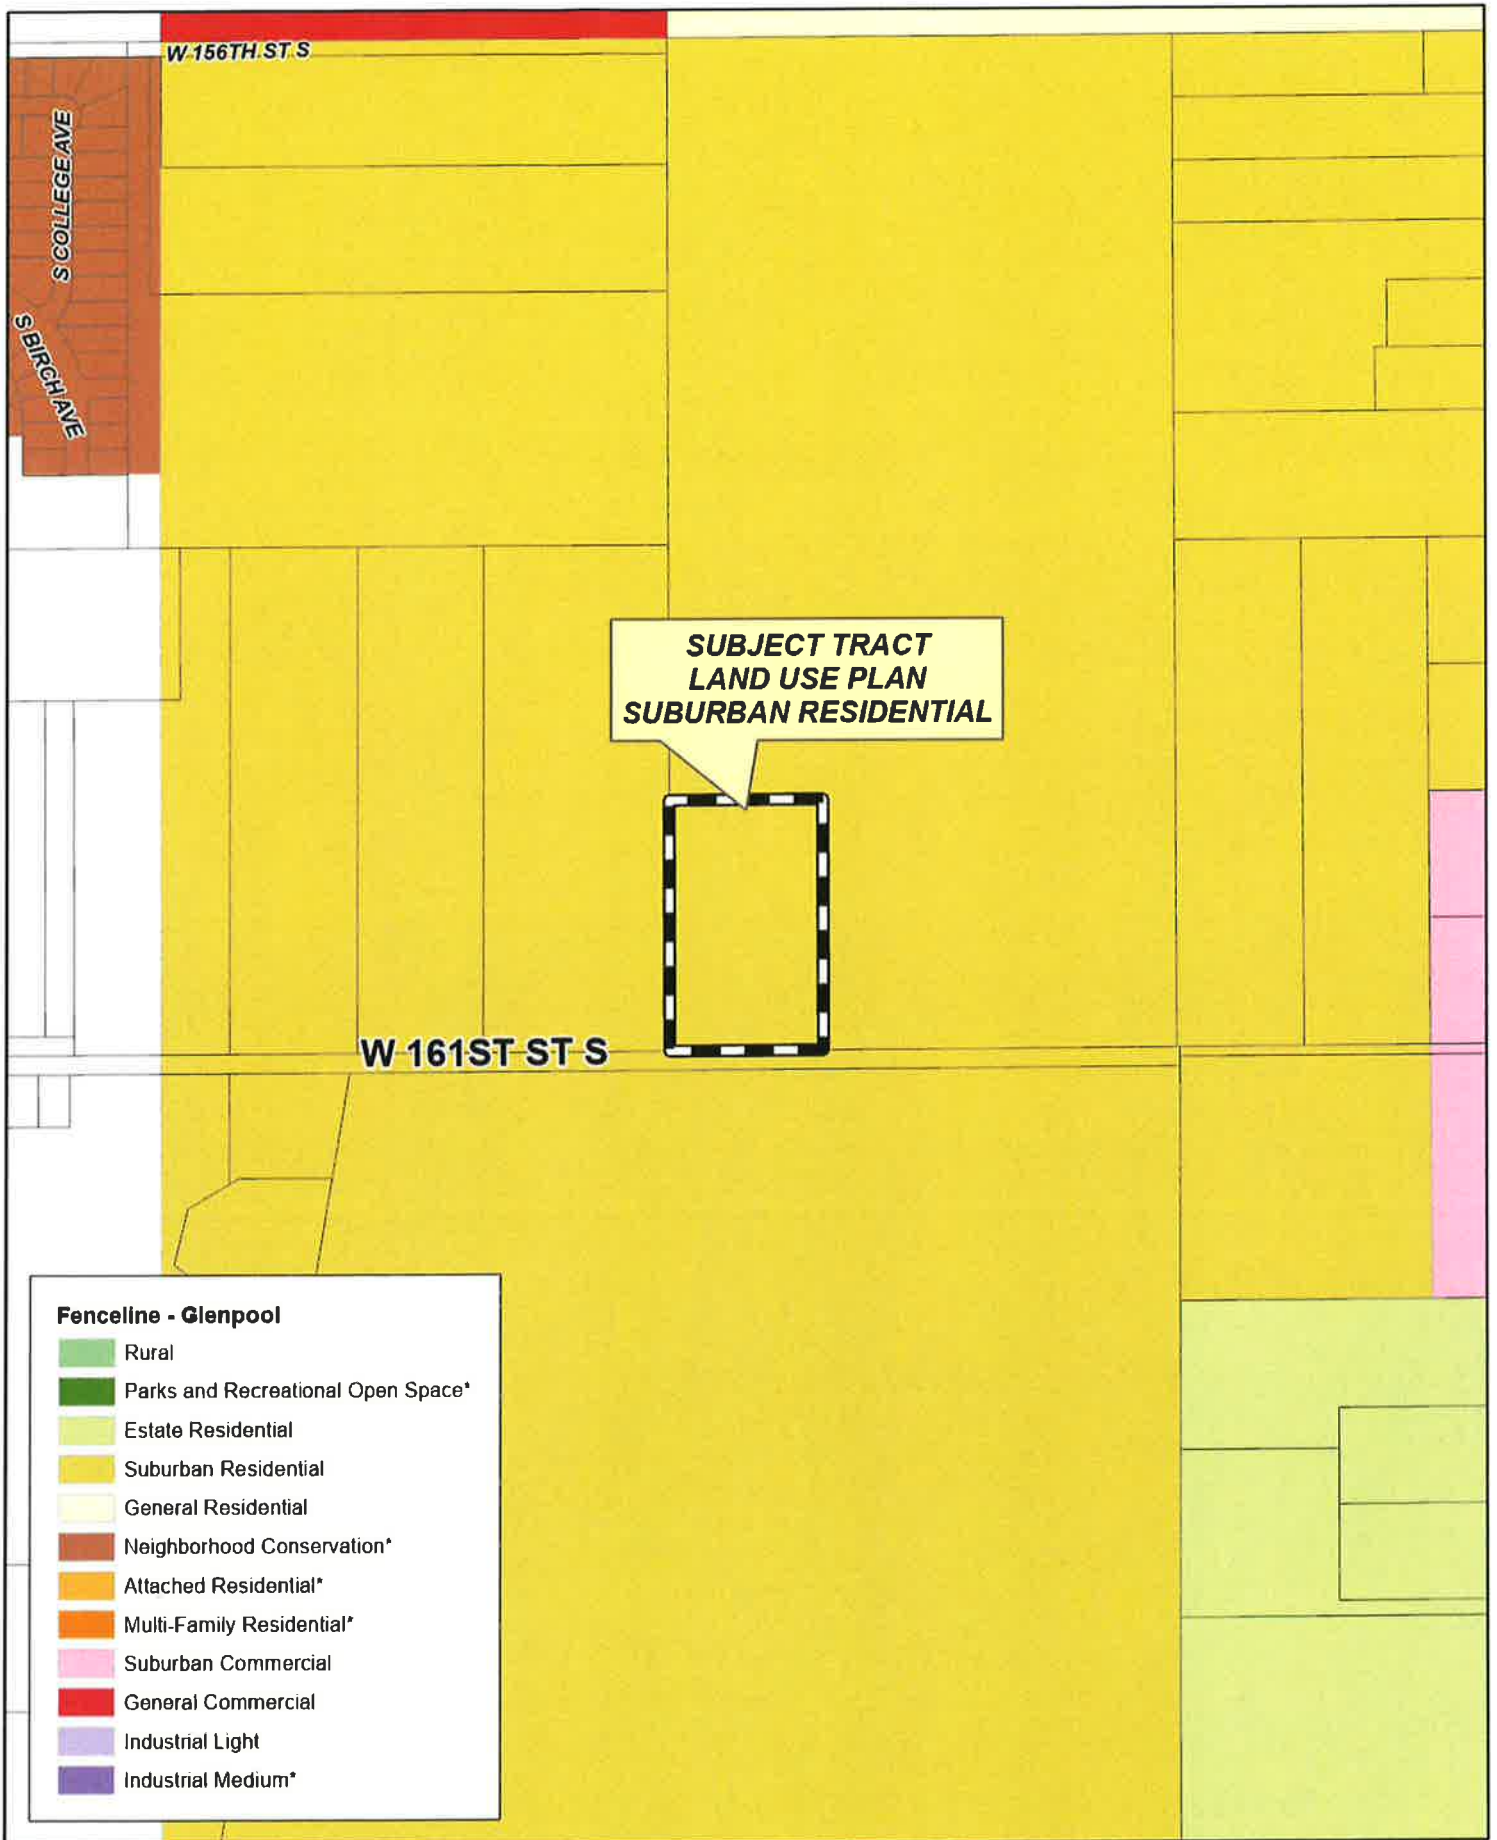 W 156TH ST S
S COLLEGE AVE
S BIRCH AVE
SUBJECT TRACT
LAND USE PLAN
SUBURBAN RESIDENTIAL
W 161ST ST S
Fenceline - Glenpool
Rural
Parks and Recreational Open Space*
Estate Residential
Suburban Residential
General Residential
Neighborhood Conservation*
Attached Residential*
Multi-Family Residential*
Suburban Commercial
General Commercial
Industrial Light
Industrial Medium*